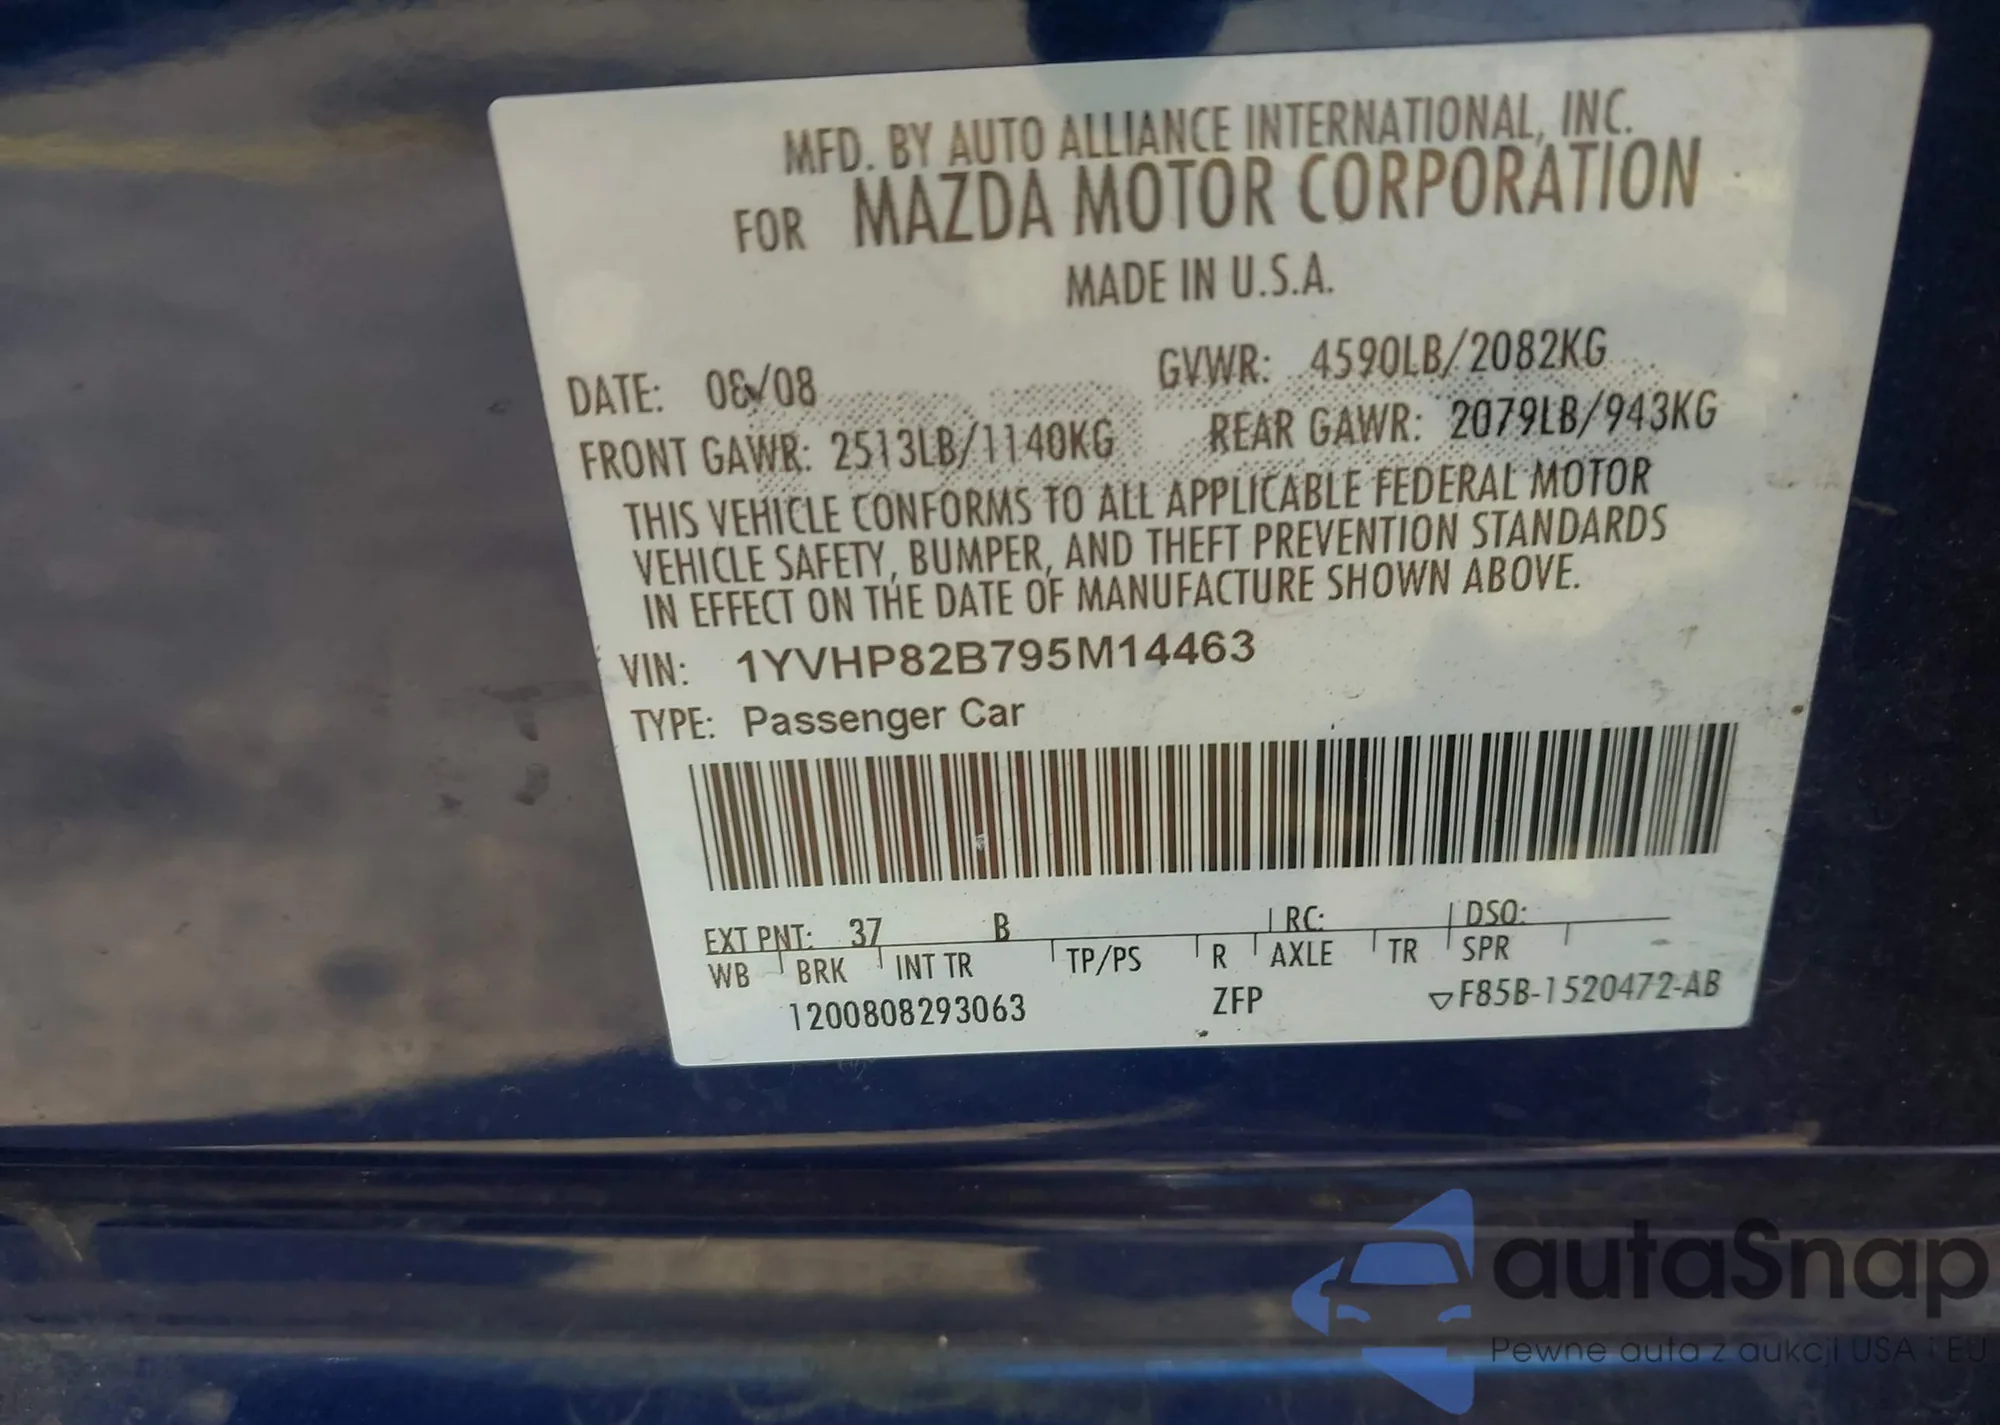 MFD. BY AUTO ALLIANCE INTERNATIONAL, INC.
FOR MAZDA MOTOR CORPORATION
MADE IN U.S.A.
DATE: 08/08 GVWR: 4590LB/2082KG
FRONT GAWR: 2513LB/1140KG REAR GAWR: 2079LB/943KG
THIS VEHICLE CONFORMS TO ALL APPLICABLE FEDERAL MOTOR
VEHICLE SAFETY, BUMPER, AND THEFT PREVENTION STANDARDS
IN EFFECT ON THE DATE OF MANUFACTURE SHOWN ABOVE.
VIN: 1YVHP82B795M14463
TYPE: Passenger Car
EXT PNT: 37 B RC: DSO:
WB BRK INT TR TP/PS R AXLE TR SPR
1200808293063 ZFP F85B-1520472-AB
autaSnap
Pewne auta z aukcji USA i EU